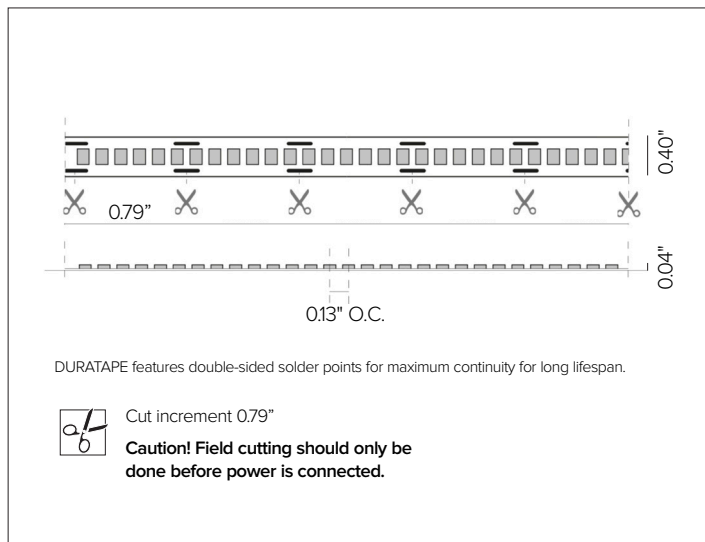 0.40"
0.79”
0.04"
0.13" O.C.
DURATAPE features double-sided solder points for maximum continuity for long lifespan.
Cut increment 0.79”
Caution! Field cutting should only be
done before power is connected.